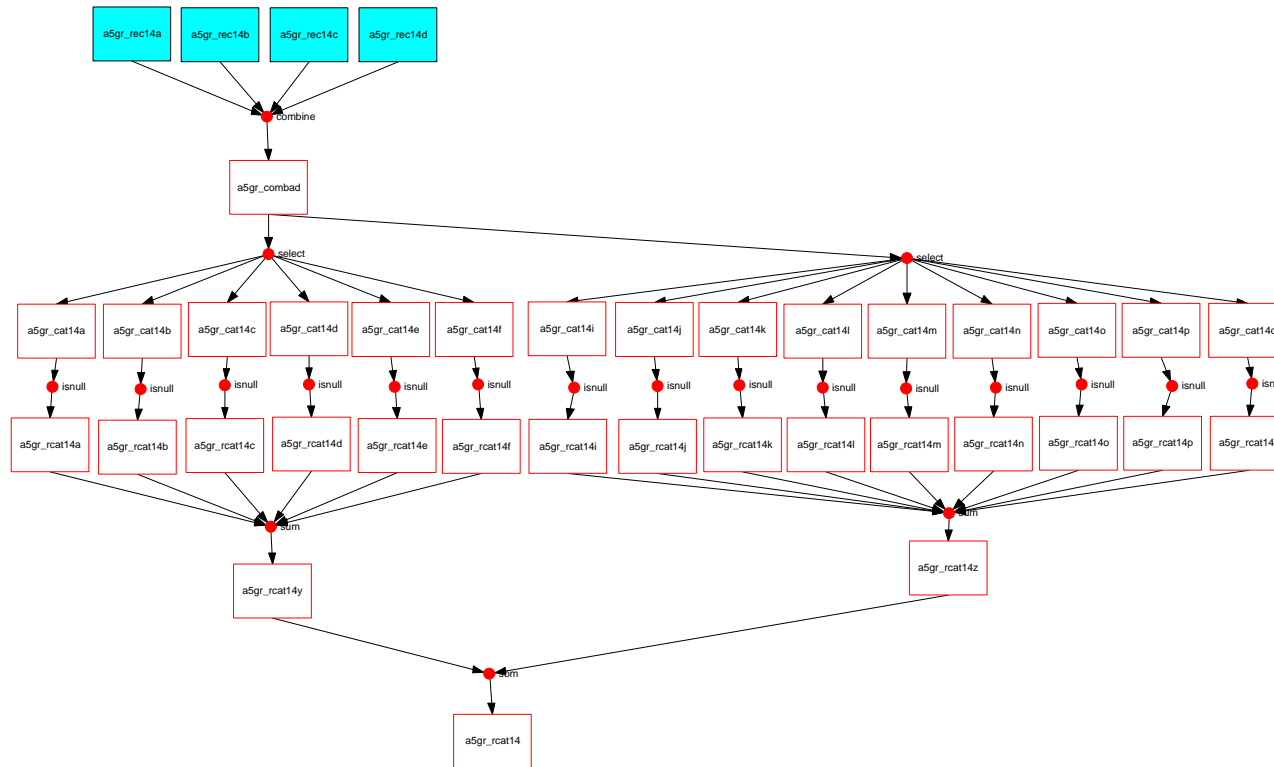 a5gr_rec14a
a5gr_rec14b
a5gr_rec14c
a5gr_rec14d
combine
a5gr_combad
select
select
a5gr_cat14a
a5gr_cat14b
a5gr_cat14c
a5gr_cat14d
a5gr_cat14e
a5gr_cat14f
a5gr_cat14i
a5gr_cat14j
a5gr_cat14k
a5gr_cat14l
a5gr_cat14m
a5gr_cat14n
a5gr_cat14o
a5gr_cat14p
isnull
isnull
isnull
isnull
isnull
isnull
isnull
isnull
isnull
isnull
isnull
isnull
isnull
isnull
a5gr_rcat14a
a5gr_rcat14b
a5gr_rcat14c
a5gr_rcat14d
a5gr_rcat14e
a5gr_rcat14f
a5gr_rcat14i
a5gr_rcat14j
a5gr_rcat14k
a5gr_rcat14l
a5gr_rcat14m
a5gr_rcat14n
a5gr_rcat14o
a5gr_rcat14p
a5gr_rcat14
sum
sum
a5gr_rcat14y
a5gr_rcat14z
sum
a5gr_rcat14